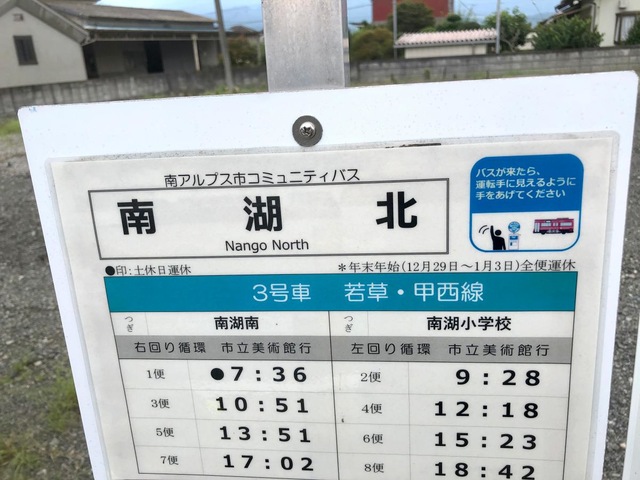 南アルプス市コミュニティバス
南湖北
Nango North
バスが来たら、
運転手に見えるように
手をあげてください
●印:土休日運休
＊年末年始(12月29日～1月3日)全便運休
3号車 若草・甲西線
つぎ 南湖南 つぎ 南湖小学校
右回り循環 市立美術館行 左回り循環 市立美術館行
1便 ●7:36 2便 9:28
3便 10:51 4便 12:18
5便 13:51 6便 15:23
7便 17:02 8便 18:42